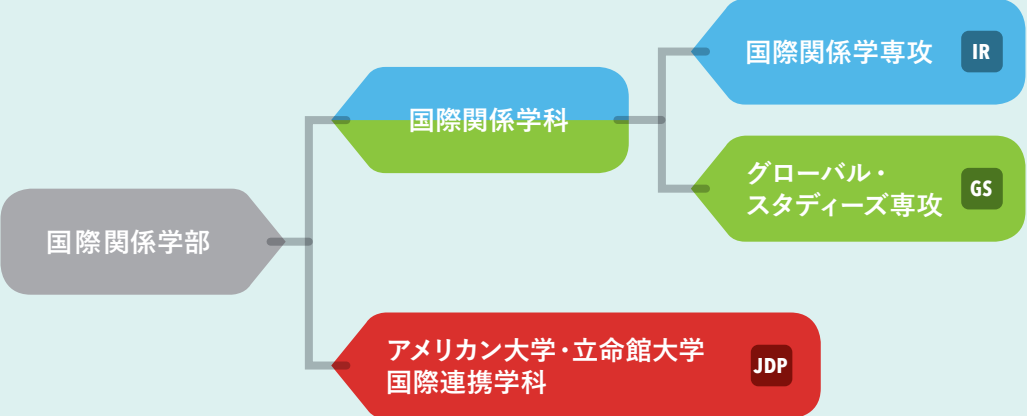 国際関係学部
国際関係学科
国際関係学専攻 IR
グローバル・
スタディーズ専攻 GS
アメリカン大学・立命館大学
国際連携学科 JDP